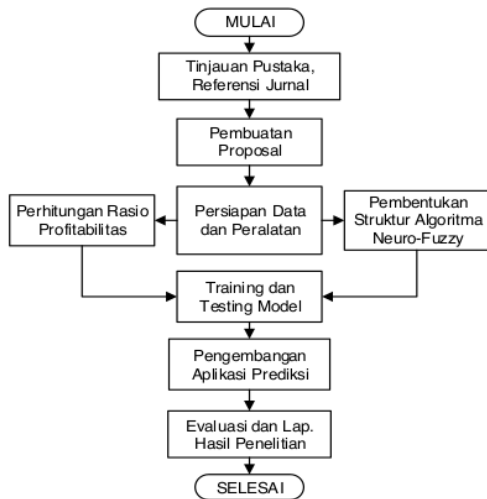 MULAI
Tinjauan Pustaka,
Referensi Jurnal
Pembuatan
Proposal
Perhitungan Rasio
Profitabilitas
Persiapan Data
dan Peralatan
Pembentukan
Struktur Algoritma
Neuro-Fuzzy
Training dan
Testing Model
Pengembangan
Aplikasi Prediksi
Evaluasi dan Lap.
Hasil Penelitian
SELESAI